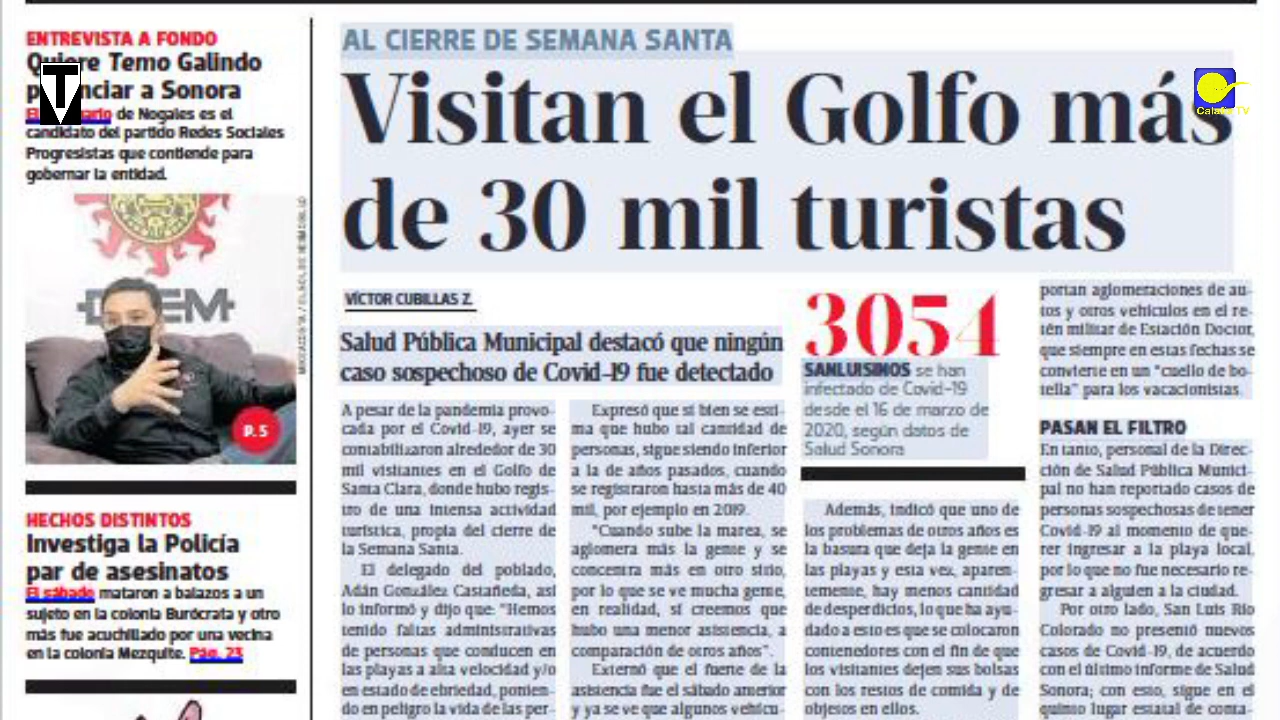 ENTREVISTA A FONDO
Quiere Temo Galindo
a Sonora
de Nogales es el
candidato del partido Redes Sociales
Progresistas que contiende para
gobernar la entidad.
P. 5
HECHOS DISTINTOS
Investiga la Policía
par de asesinatos
El sábado mataron a balazos a un
sujeto en la colonia Burócrata y otro
más fue acuchillado por una vecina
en la colonia Mezquite. Pág. 23
AL CIERRE DE SEMANA SANTA
Visitan el Golfo más
de 30 mil turistas
VÍCTOR CUBILLAS Z.
Salud Pública Municipal destacó que ningún
caso sospechoso de Covid-19 fue detectado
A pesar de la pandemia provo-
cada por el Covid-19, ayer se
contabilizaron alrededor de 30
mil visitantes en el Golfo de
Santa Clara, donde hubo regis-
tro de una intensa actividad
turística, propia del cierre de
la Semana Santa.
El delegado del poblado,
Adán González Castañeda, así
lo informó y dijo que: "Hemos
tenido faltas administrativas
de personas que conducen en
las playas a alta velocidad y/o
en estado de ebriedad, ponien-
do en peligro la vida de las per-
Expresó que si bien se esti-
ma que hubo tal cantidad de
personas, sigue siendo inferior
a la de años pasados, cuando
se registraron hasta más de 40
mil, por ejemplo en 2019.
"Cuando sube la marea, se
aglomera más la gente y se
concentra más en otro sitio,
por lo que se ve mucha gente,
en realidad, sí creemos que
hubo una menor asistencia, a
comparación de otros años".
Externó que el fuerte de la
asistencia fue el sábado anterior
y ya se ve que algunos vehícu-
3054
SANLUISINOS se han
infectado de Covid-19
desde el 16 de marzo de
2020, según datos de
Salud Sonora
Además, indicó que uno de
los problemas de otros años es
la basura que deja la gente en
las playas y esta vez, aparen-
temente, hay menos cantidad
de desperdicios, lo que ha ayu-
dado a esto es que se colocaron
contenedores con el fin de que
los visitantes dejen sus bolsas
con los restos de comida y de
objetos en ellos.
portan aglomeraciones de au-
tos y otros vehículos en el re-
tén militar de Estación Doctor,
que siempre en estas fechas se
convierte en un "cuello de bo-
tella" para los vacacionistas.
PASAN EL FILTRO
En tanto, personal de la Direc-
ción de Salud Pública Munici-
pal no han reportado casos de
personas sospechosas de tener
Covid-19 al momento de que-
rer ingresar a la playa local,
por lo que no fue necesario re-
gresar a alguien a la ciudad.
Por otro lado, San Luis Río
Colorado no presentó nuevos
casos de Covid-19, de acuerdo
con el último informe de Salud
Sonora; con esto, sigue en el
quinto lugar estatal de conta-
T
TV